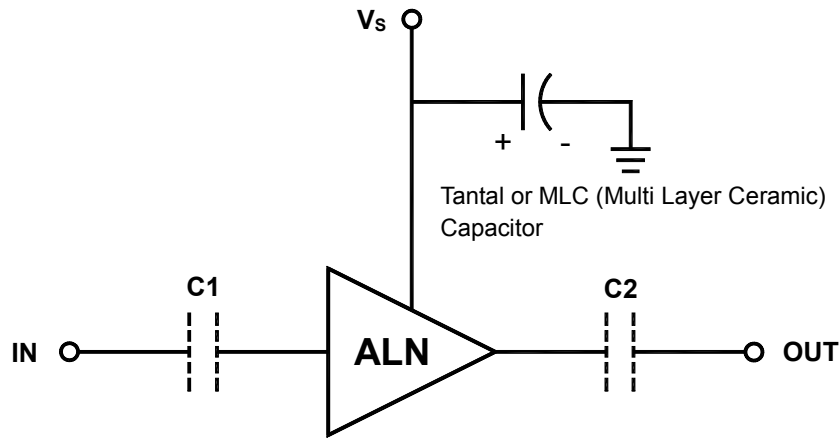 Vs
+ -
Tantal or MLC (Multi Layer Ceramic)
Capacitor
C1
C2
IN
ALN
OUT